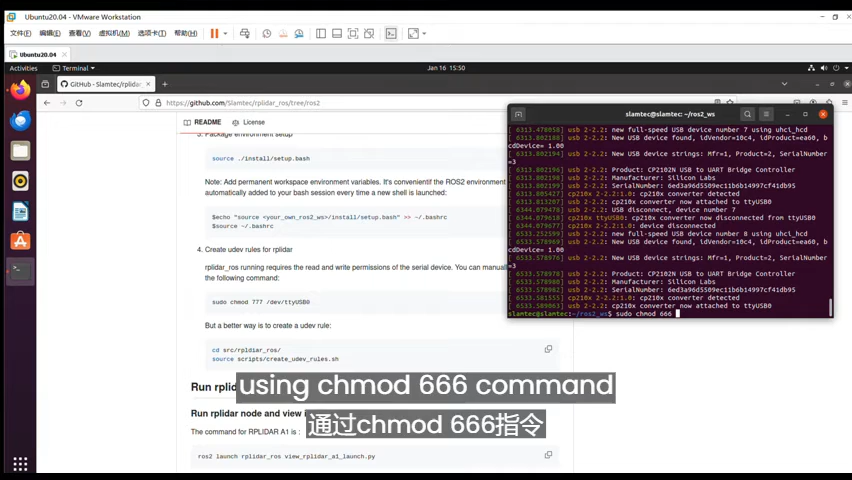 Ubuntu20.04 - VMware Workstation
文件(F) 编辑(E) 查看(V) 虚拟机(M) 选项卡(T) 帮助(H)
Ubuntu20.04
Activities Terminal Jan 16 15:50
GitHub - Slamtec/rplidar
https://github.com/Slamtec/rplidar_ros/tree/ros2
README License
3. Package environment setup
source ./install/setup.bash
Note: Add permanent workspace environment variables. It's convenientif the ROS2 environment
automatically added to your bash session every time a new shell is launched:
$echo "source <your_own_ros2_ws>/install/setup.bash" >> ~/.bashrc
$source ~/.bashrc
4. Create udev rules for rplidar
rplidar_ros running requires the read and write permissions of the serial device. You can manual
the following command:
sudo chmod 777 /dev/ttyUSB0
But a better way is to create a udev rule:
cd src/rpldiar_ros/
source scripts/create_udev_rules.sh
Run rpli
Run rplidar node and view i
The command for RPLIDAR A1 is :
ros2 launch rplidar_ros view_rplidar_a1_launch.py
slamtec@slamtec: ~/ros2_ws
[ 6313.470058] usb 2-2.2: new full-speed USB device number 7 using uhci_hcd
[ 6313.802188] usb 2-2.2: New USB device found, idVendor=10c4, idProduct=ea60, b
cdDevice= 1.00
[ 6313.802194] usb 2-2.2: New USB device strings: Mfr=1, Product=2, SerialNumber
=3
[ 6313.802196] usb 2-2.2: Product: CP2102N USB to UART Bridge Controller
[ 6313.802198] usb 2-2.2: Manufacturer: Silicon Labs
[ 6313.802199] usb 2-2.2: SerialNumber: 6ed3a96d5509ec11b6b14997cf41db95
[ 6313.805427] cp210x 2-2.2:1.0: cp210x converter detected
[ 6313.813207] usb 2-2.2: cp210x converter now attached to ttyUSB0
[ 6344.079478] usb 2-2.2: USB disconnect, device number 7
[ 6344.079610] cp210x ttyUSB0: cp210x converter now disconnected from ttyUSB0
[ 6344.079628] cp210x 2-2.2:1.0: device disconnected
[ 6533.252599] usb 2-2.2: new full-speed USB device number 8 using uhci_hcd
[ 6533.578969] usb 2-2.2: New USB device found, idVendor=10c4, idProduct=ea60, b
cdDevice= 1.00
[ 6533.578976] usb 2-2.2: New USB device strings: Mfr=1, Product=2, SerialNumber
=3
[ 6533.578978] usb 2-2.2: Product: CP2102N USB to UART Bridge Controller
[ 6533.578980] usb 2-2.2: Manufacturer: Silicon Labs
[ 6533.578982] usb 2-2.2: SerialNumber: 6ed3a96d5509ec11b6b14997cf41db95
[ 6533.581555] cp210x 2-2.2:1.0: cp210x converter detected
[ 6533.589863] usb 2-2.2: cp210x converter now attached to ttyUSB0
slamtec@slamtec:~/ros2_ws$ sudo chmod 666
using chmod 666 command
通过chmod 666指令